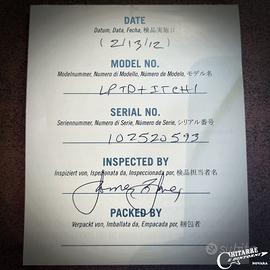 DATE
Datum, Data, Fecha, 検品実施日
(2/13/12)
MODEL NO.
Modelnummer, Numero di Modello, Número de Modelo, モデル名
LPTD+ITCH1
SERIAL NO.
Seriennummer, Numero di Serie, Número de Serie, シリアル番号
102520593
INSPECTED BY
Inspiziert von, Ispezionata da, Inspeccionada por, 検品担当者名
PACKED BY
Verpackt von, Imballata da, Empacada por, 梱包者
CHITARRE
NOVARA
subito